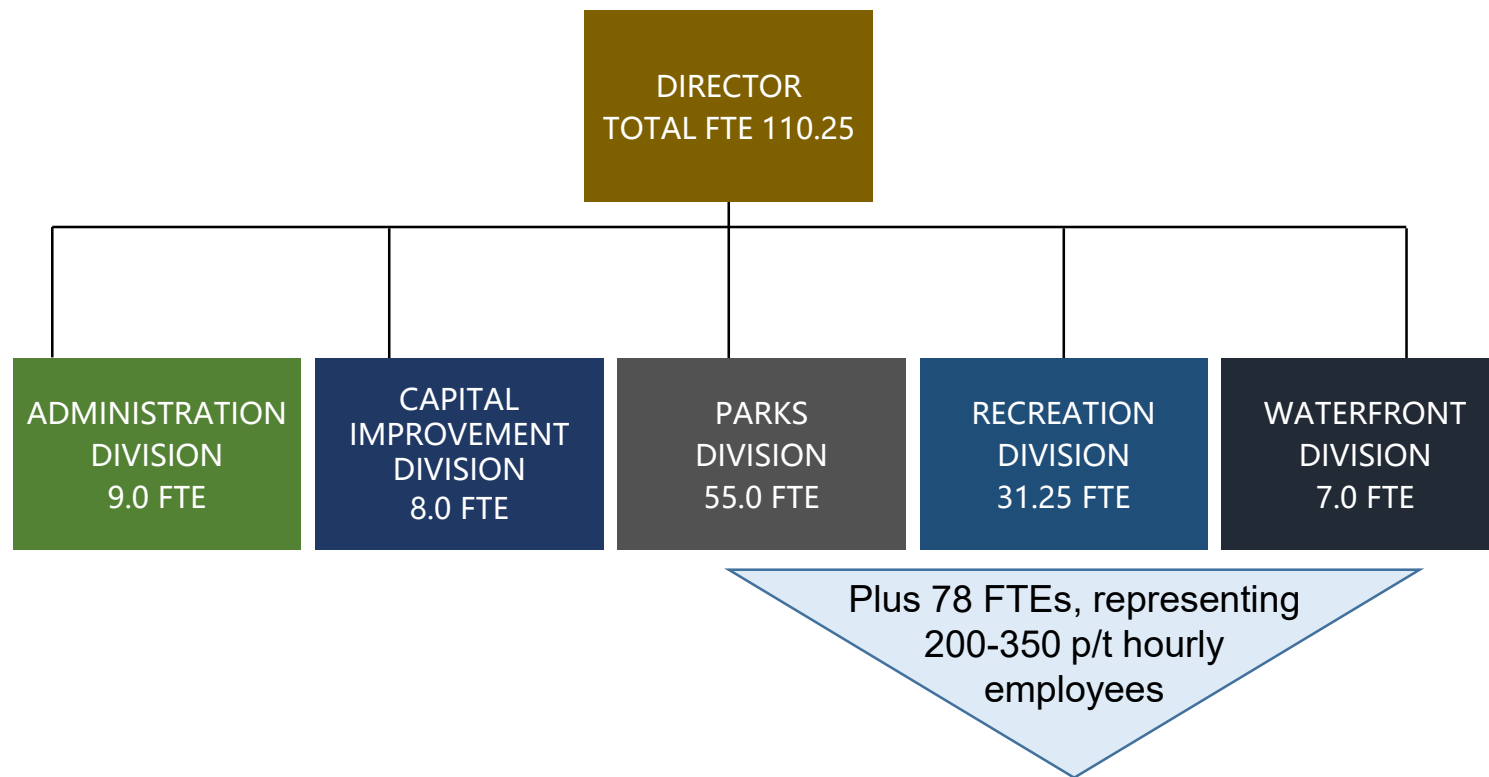 DIRECTOR
TOTAL FTE 110.25
ADMINISTRATION
DIVISION
9.0 FTE
CAPITAL
IMPROVEMENT
DIVISION
8.0 FTE
PARKS
DIVISION
55.0 FTE
RECREATION
DIVISION
31.25 FTE
WATERFRONT
DIVISION
7.0 FTE
Plus 78 FTEs, representing
200-350 p/t hourly
employees